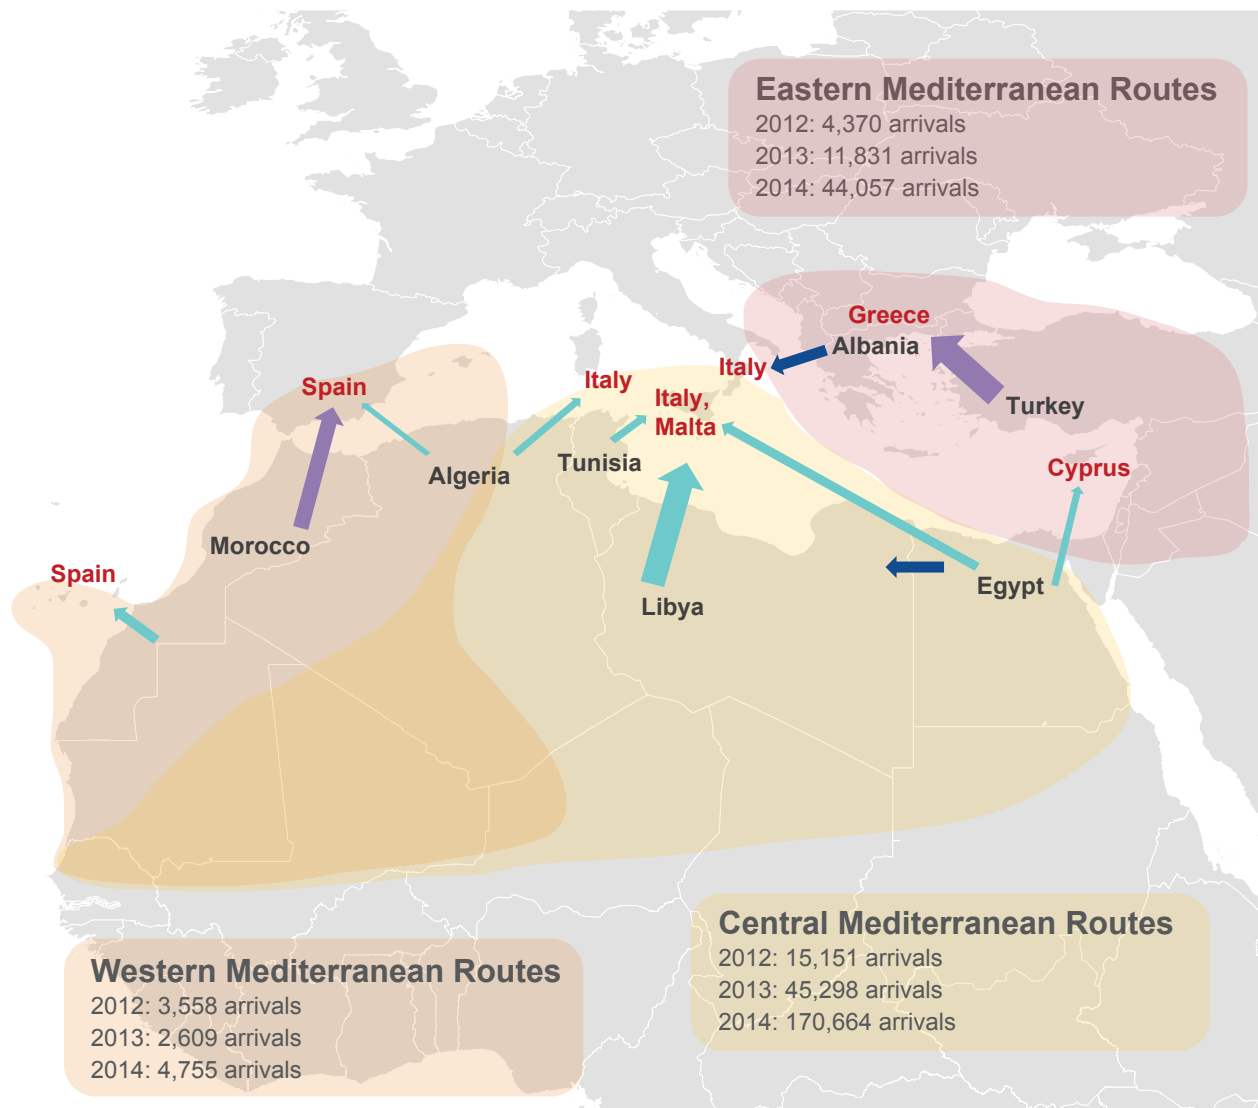 Eastern Mediterranean Routes
2012: 4,370 arrivals
2013: 11,831 arrivals
2014: 44,057 arrivals
Greece
Albania
Italy
Turkey
Italy
Italy,
Malta
Spain
Tunisia
Algeria
Cyprus
Morocco
Spain
Libya
Egypt
Central Mediterranean Routes
2012: 15,151 arrivals
2013: 45,298 arrivals
2014: 170,664 arrivals
Western Mediterranean Routes
2012: 3,558 arrivals
2013: 2,609 arrivals
2014: 4,755 arrivals